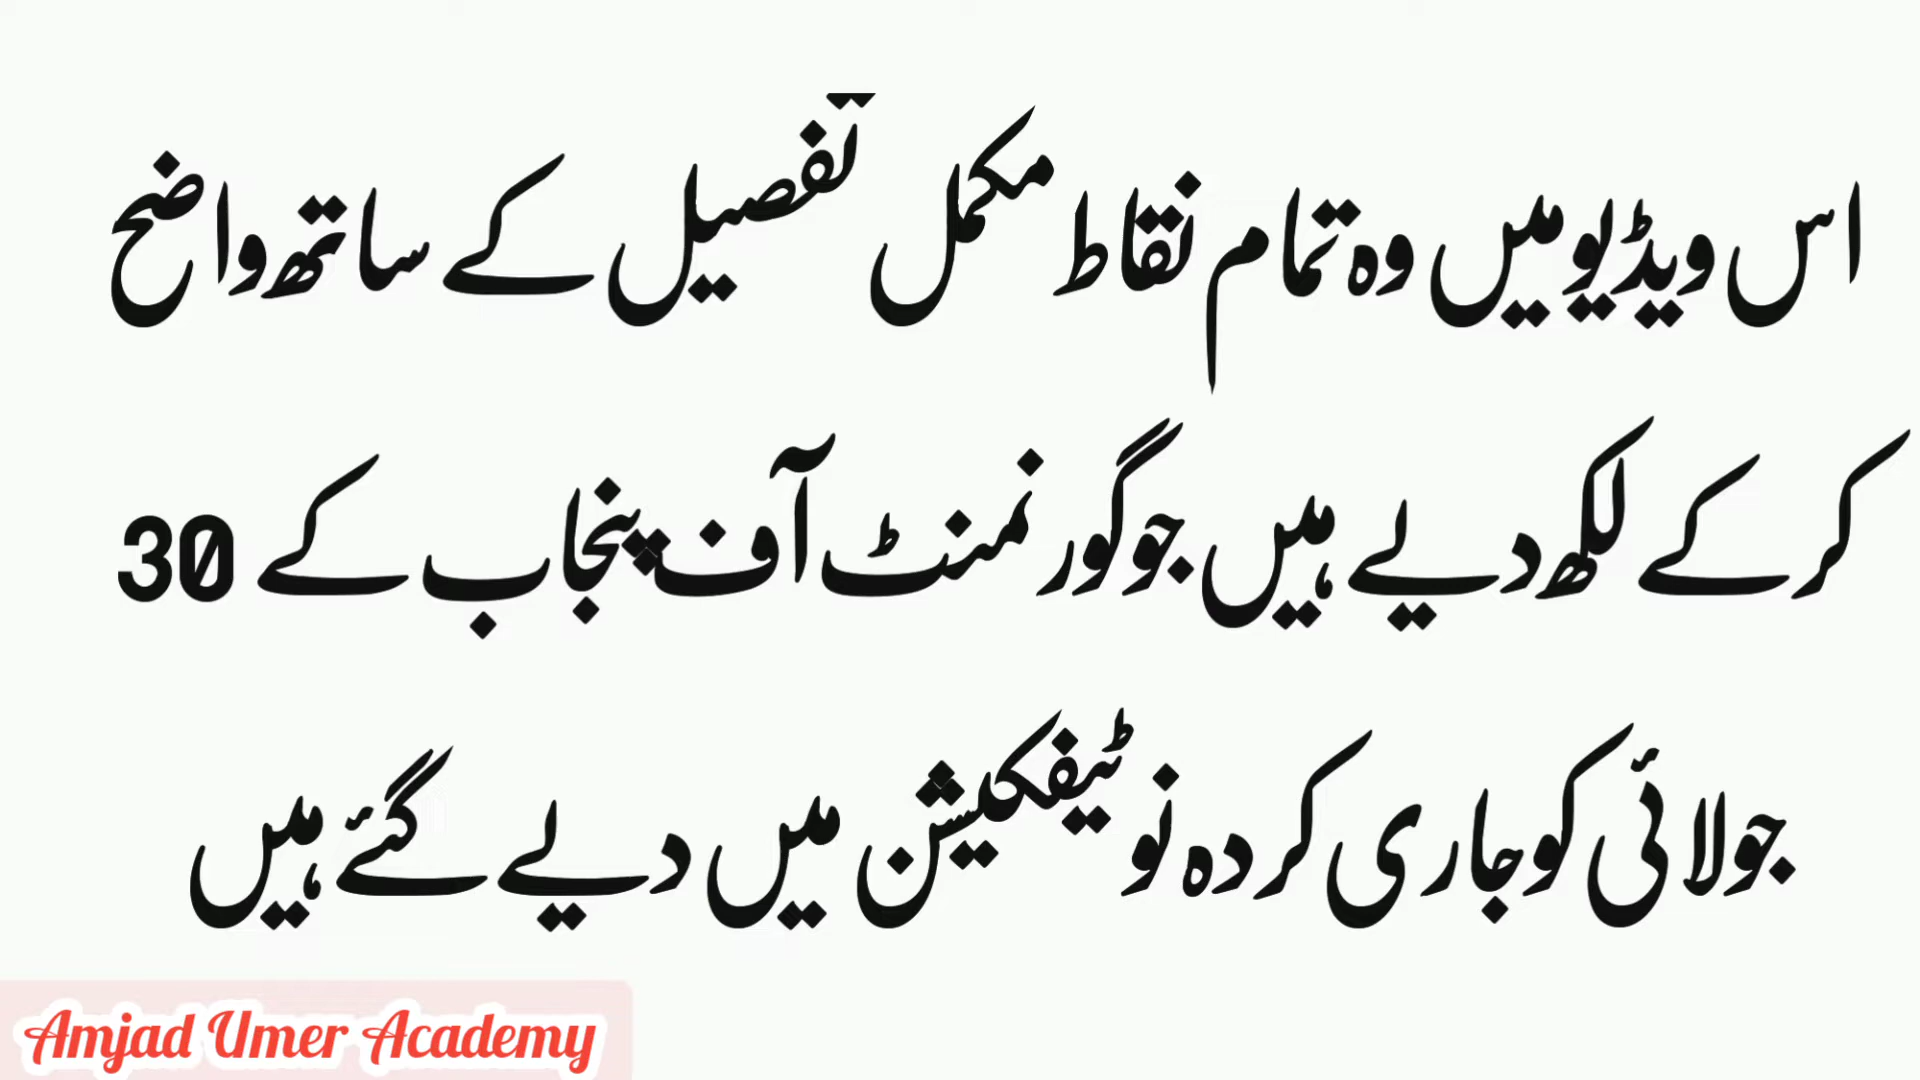 اس ویڈیو میں وہ تمام نقاط مکمل تفصیل کے ساتھ واضح
کر کے لکھ دیے ہیں جو گورنمنٹ آف پنجاب کے 30
جولائی کو جاری کردہ نوٹیفکیشن میں دیے گئے ہیں
Amjad Umer Academy